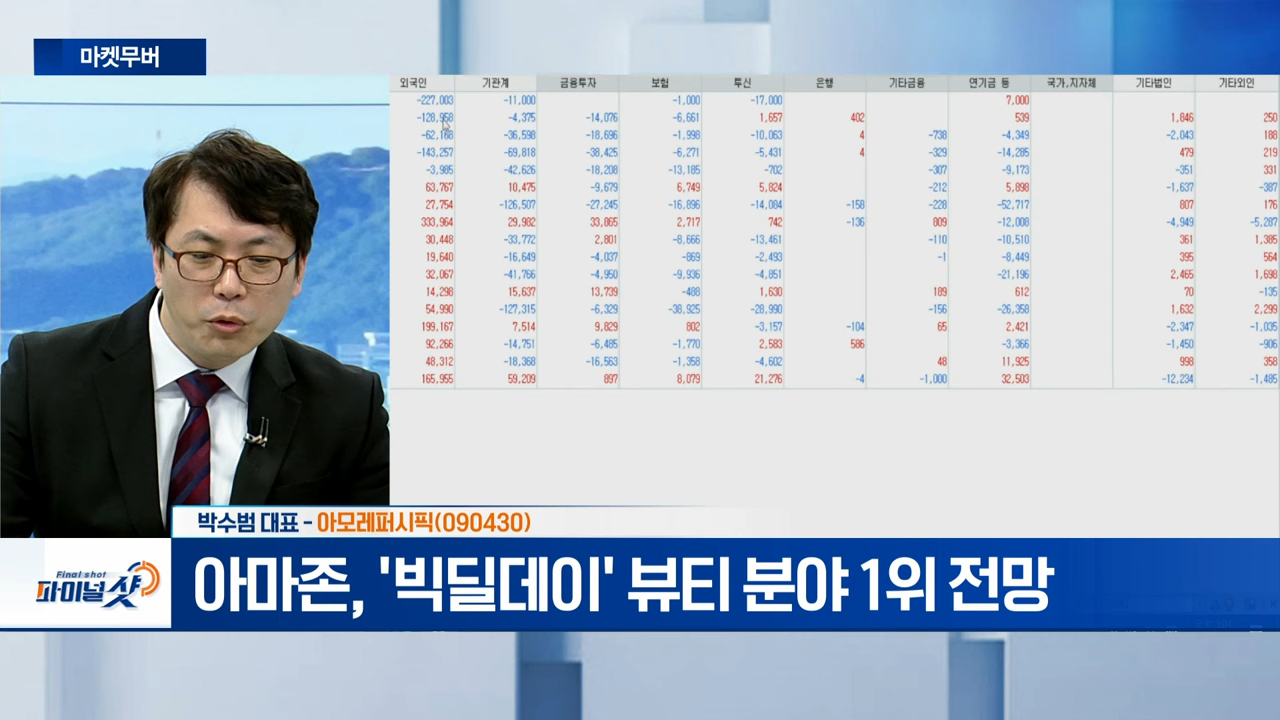 마켓무버
외국인 기관계 금융투자 보험 투신 은행 기타금융 연기금 등 국가,지자체 기타법인 기타외인
-227,003 -11,000 -1,000 -17,000 7,000
-128,958 -4,375 -14,076 -6,661 1,657 402 539 1,846 250
-62,168 -36,598 -18,696 -1,998 -10,063 4 -738 -4,349 -2,043 188
-143,257 -69,818 -38,425 -6,271 -5,431 4 -329 -14,285 479 219
-3,985 -42,626 -18,208 -13,185 -702 -307 -9,173 -351 331
63,767 10,475 -9,679 6,749 5,824 -212 5,898 -1,637 -387
27,754 -126,507 -27,245 -16,896 -14,084 -158 -228 -52,717 807 176
333,964 29,982 33,865 2,717 742 -136 809 -12,008 -4,949 -5,287
30,448 -33,772 2,801 -8,666 -13,461 -110 -10,510 361 1,385
19,640 -16,649 -4,037 -869 -2,493 -1 -8,449 395 564
32,067 -41,766 -4,950 -9,936 -4,851 -21,196 2,465 1,698
14,298 15,637 13,739 -488 1,630 189 612 70 -135
54,990 -127,315 -6,329 -38,925 -28,990 -156 -26,358 1,632 2,299
199,167 7,514 9,829 802 -3,157 -104 65 2,421 -2,347 -1,035
92,266 -14,751 -6,485 -1,770 2,583 586 -3,366 -1,450 -906
48,312 -18,368 -16,563 -1,358 -4,602 48 11,925 998 358
165,955 59,209 897 8,079 21,276 -4 -1,000 32,503 -12,234 -1,485
박수범 대표 - 아모레퍼시픽(090430)
Final shot
파이널샷
아마존, '빅딜데이' 뷰티 분야 1위 전망